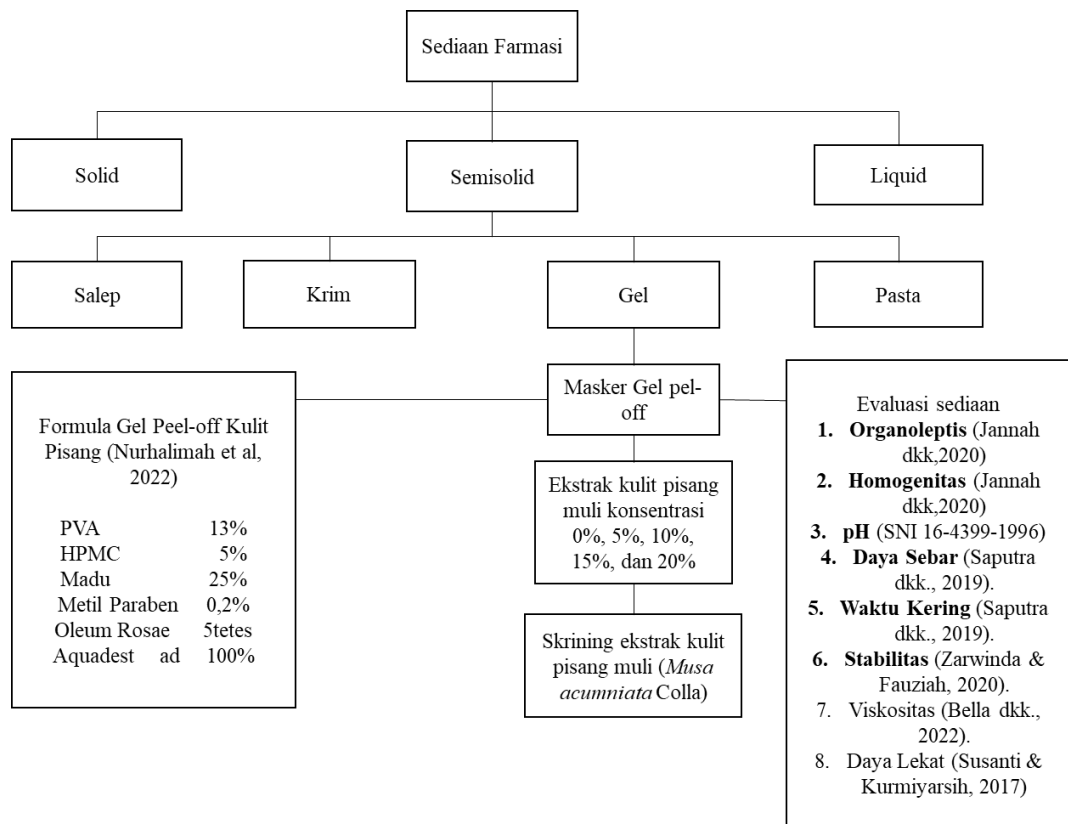 Sediaan Farmasi
Solid
Semisolid
Liquid
Salep
Krim
Gel
Pasta
Formula Gel Peel-off Kulit
Pisang (Nurhalimah et al,
2022)
PVA 13%
HPMC 5%
Madu 25%
Metil Paraben 0,2%
Oleum Rosae 5tetes
Aquadest ad 100%
Masker Gel pel-
off
Ekstrak kulit pisang
muli konsentrasi
0%, 5%, 10%,
15%, dan 20%
Skrining ekstrak kulit
pisang muli (Musa
acumniata Colla)
Evaluasi sediaan
1. Organoleptis (Jannah
dkk,2020)
2. Homogenitas (Jannah
dkk,2020)
3. pH (SNI 16-4399-1996)
4. Daya Sebar (Saputra
dkk., 2019).
5. Waktu Kering (Saputra
dkk., 2019).
6. Stabilitas (Zarwinda &
Fauziah, 2020).
7. Viskositas (Bella dkk.,
2022).
8. Daya Lekat (Susanti &
Kurmiyarsih, 2017)